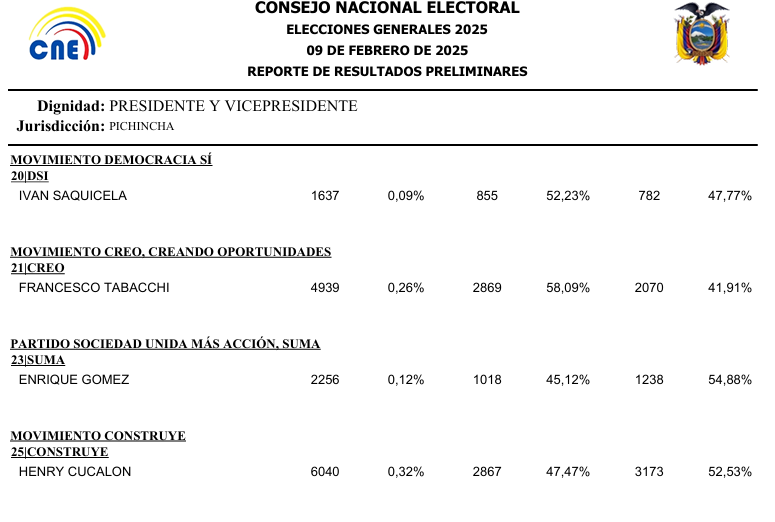 CONSEJO NACIONAL ELECTORAL
ELECCIONES GENERALES 2025
09 DE FEBRERO DE 2025
REPORTE DE RESULTADOS PRELIMINARES
CNE
Dignidad: PRESIDENTE Y VICEPRESIDENTE
Jurisdicción: PICHINCHA
MOVIMIENTO DEMOCRACIA SÍ
20|DSI
IVAN SAQUICELA 1637 0,09% 855 52,23% 782 47,77%
MOVIMIENTO CREO, CREANDO OPORTUNIDADES
21|CREO
FRANCESCO TABACCHI 4939 0,26% 2869 58,09% 2070 41,91%
PARTIDO SOCIEDAD UNIDA MÁS ACCIÓN, SUMA
23|SUMA
ENRIQUE GOMEZ 2256 0,12% 1018 45,12% 1238 54,88%
MOVIMIENTO CONSTRUYE
25|CONSTRUYE
HENRY CUCALON 6040 0,32% 2867 47,47% 3173 52,53%